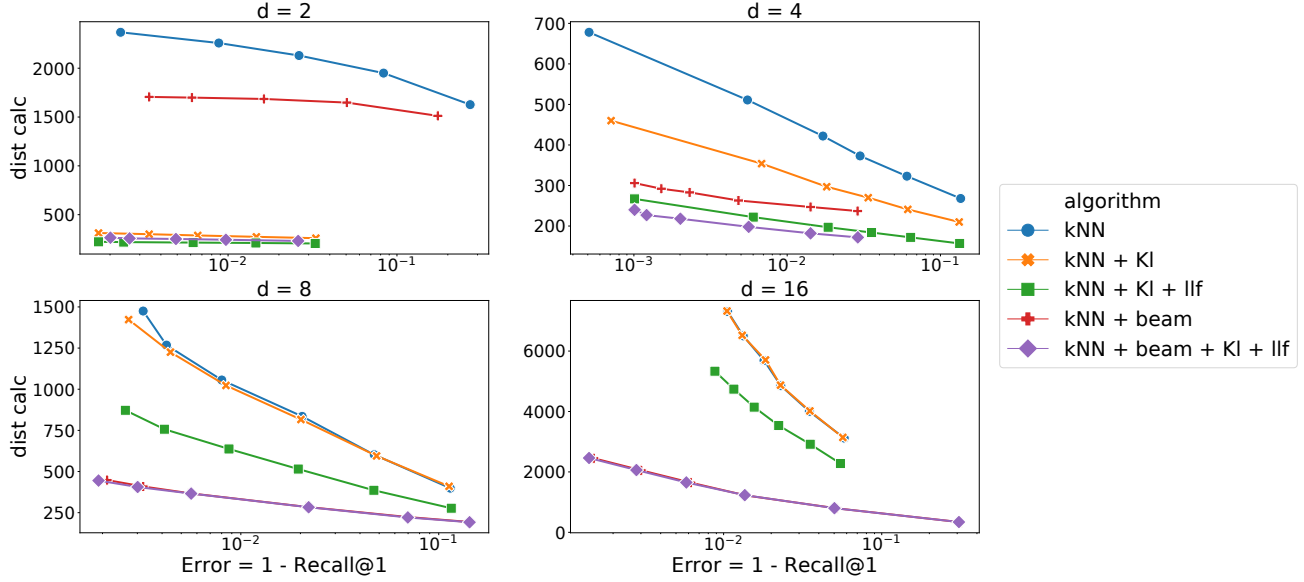 d = 2
d = 4
dist calc
2000
1500
1000
500
10⁻²
10⁻¹
700
600
500
400
300
200
10⁻³
10⁻²
10⁻¹
algorithm
kNN
kNN + Kl
kNN + Kl + llf
kNN + beam
kNN + beam + Kl + llf
d = 8
d = 16
dist calc
1500
1250
1000
750
500
250
10⁻²
10⁻¹
Error = 1 - Recall@1
6000
4000
2000
0
10⁻²
10⁻¹
Error = 1 - Recall@1